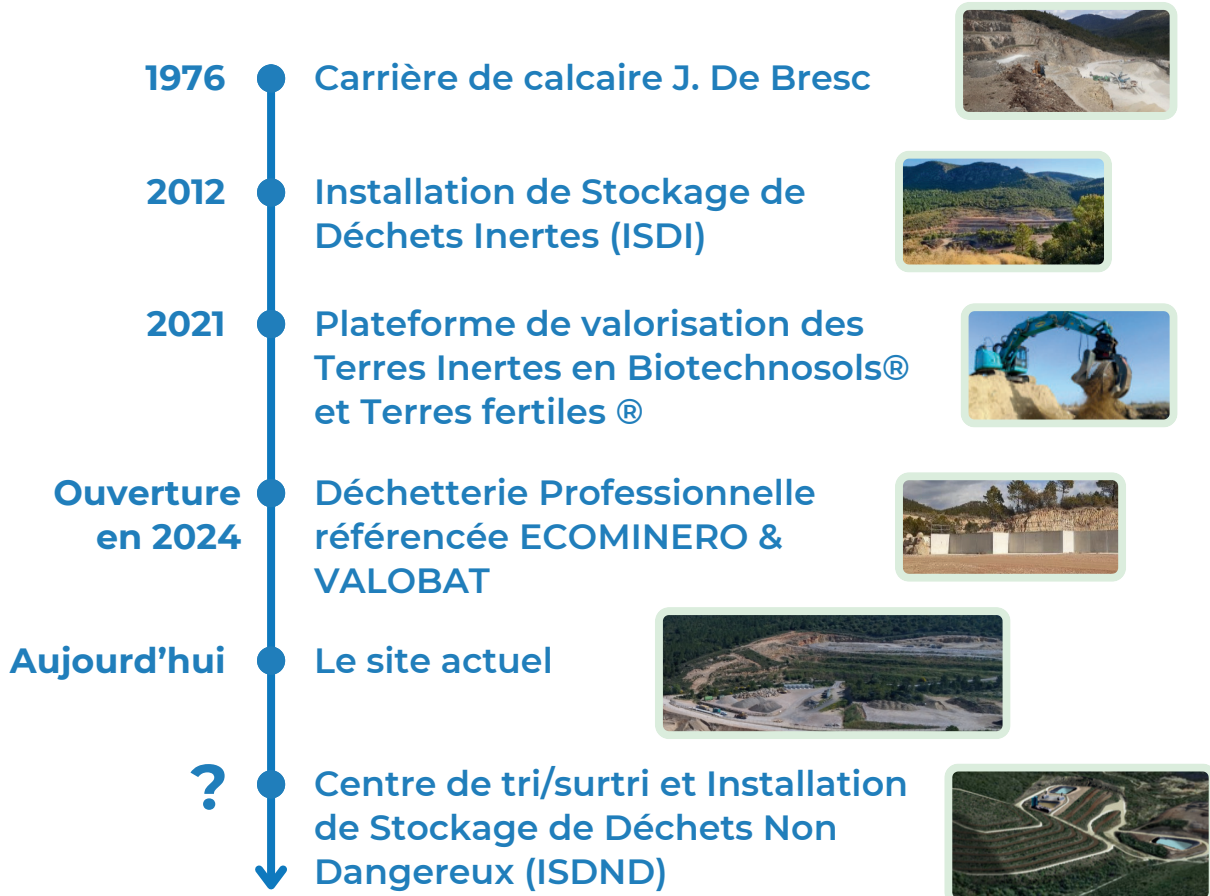 1976
Carrière de calcaire J. De Bresc
2012
Installation de Stockage de
Déchets Inertes (ISDI)
2021
Plateforme de valorisation des
Terres Inertes en Biotechnosols®
et Terres fertiles ®
Ouverture
en 2024
Déchetterie Professionnelle
référencée ECOMINERO &
VALOBAT
Aujourd’hui
Le site actuel
?
Centre de tri/surtri et Installation
de Stockage de Déchets Non
Dangereux (ISDND)